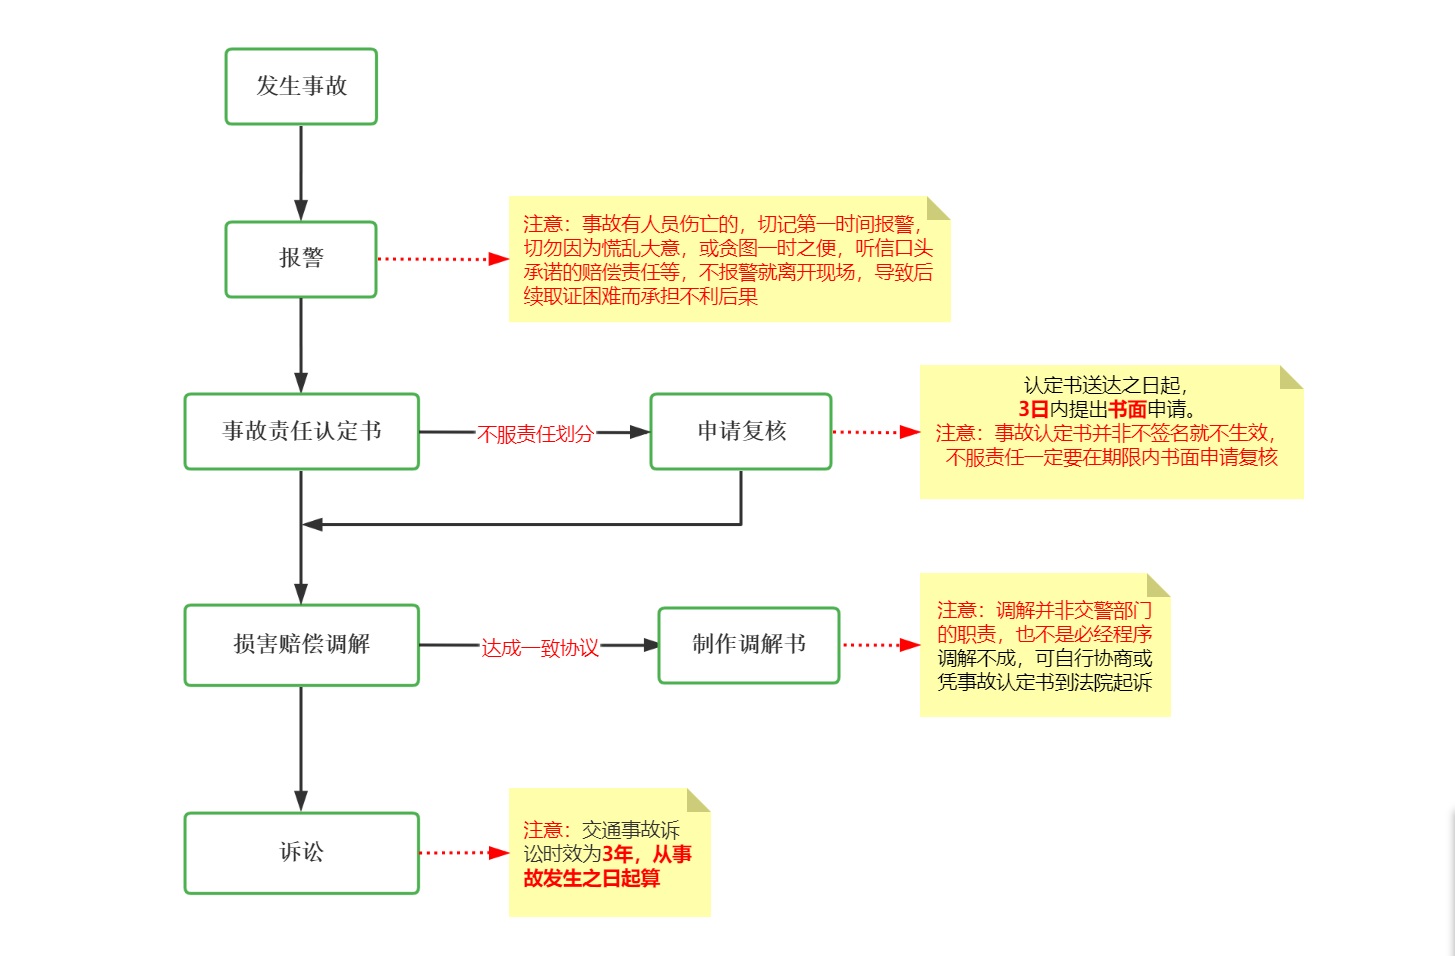 发生事故
报警
注意：事故有人员伤亡的，切记第一时间报警，
切勿因为慌乱大意，或贪图一时之便，听信口头
承诺的赔偿责任等，不报警就离开现场，导致后
续取证困难而承担不利后果
事故责任认定书
不服责任划分
申请复核
认定书送达之日起，
3日内提出书面申请。
注意：事故认定书并非不签名就不生效，
不服责任一定要在期限内书面申请复核
损害赔偿调解
达成一致协议
制作调解书
注意：调解并非交警部门
的职责，也不是必经程序
调解不成，可自行协商或
凭事故认定书到法院起诉
诉讼
注意：交通事故诉
讼时效为3年，从事
故发生之日起算